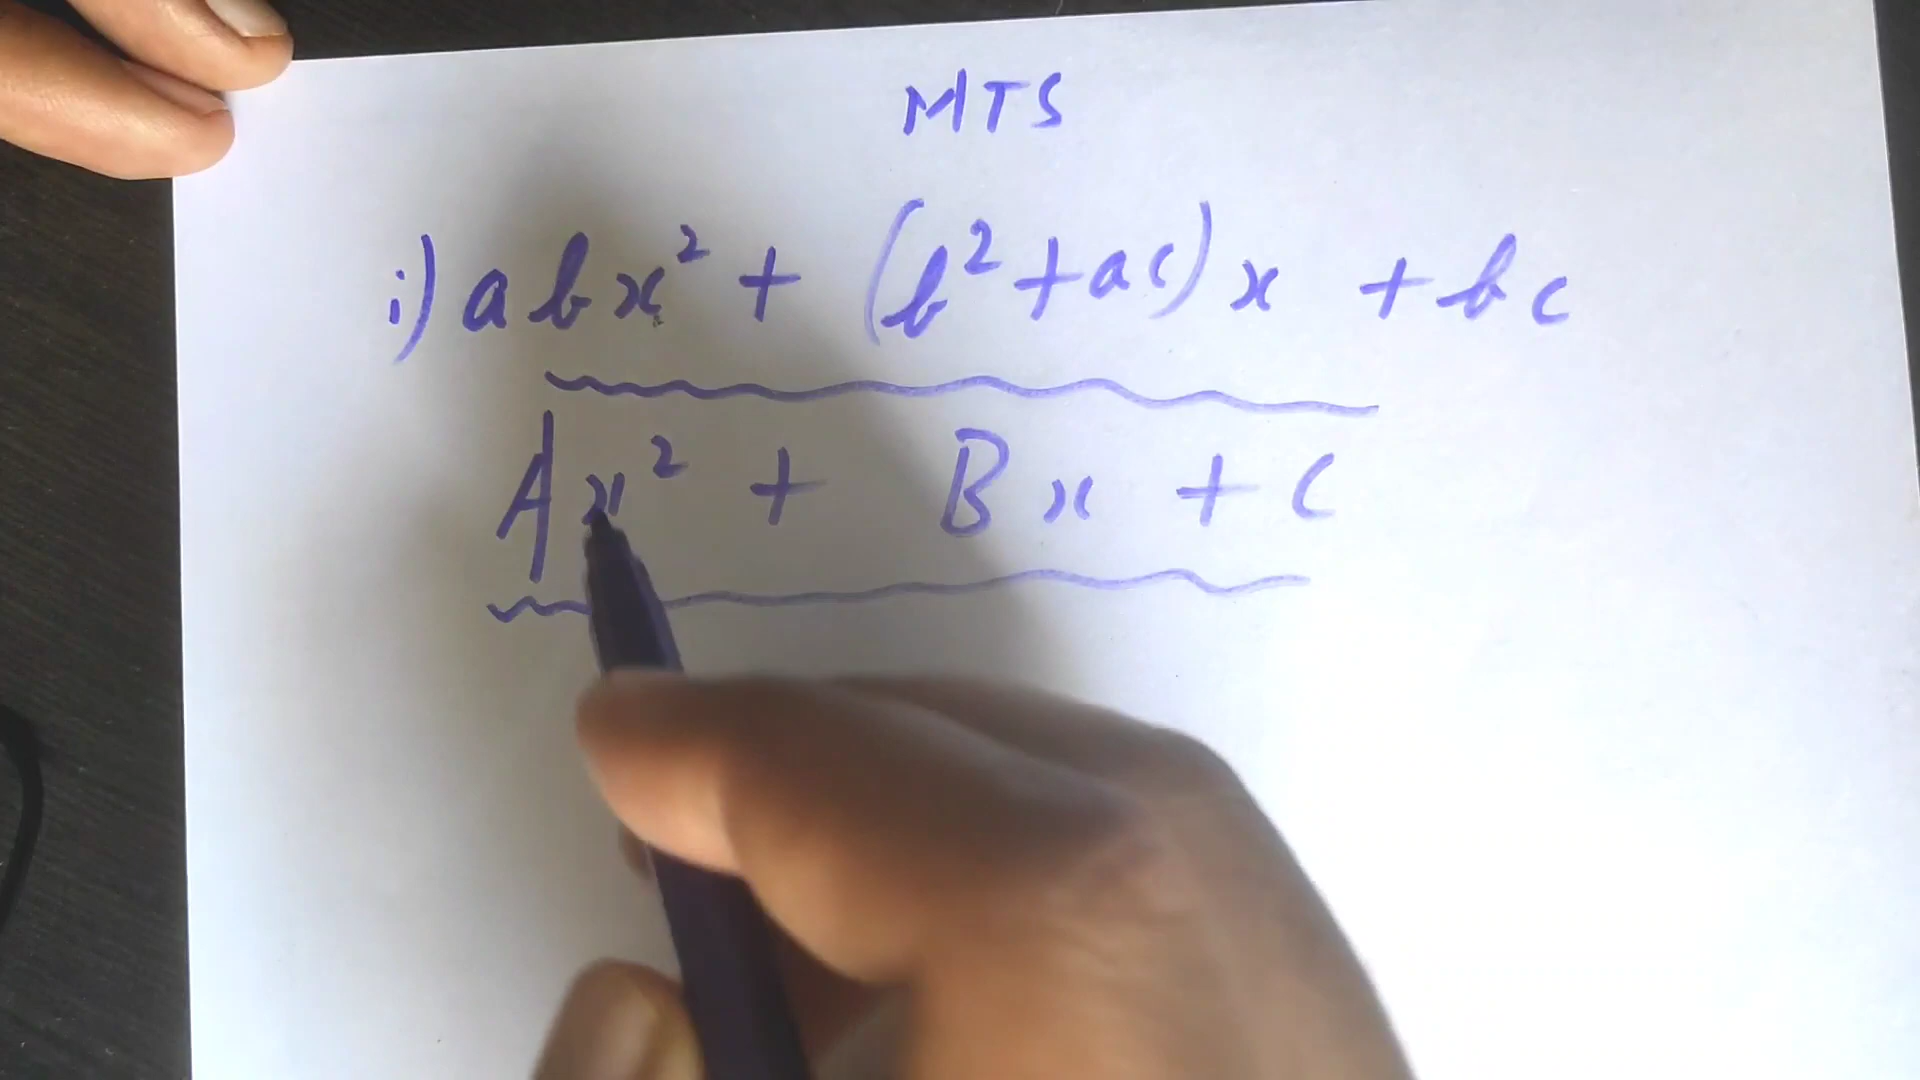 MTS
i) abx² + (b²+ac)x + bc
Ax² + Bx + C